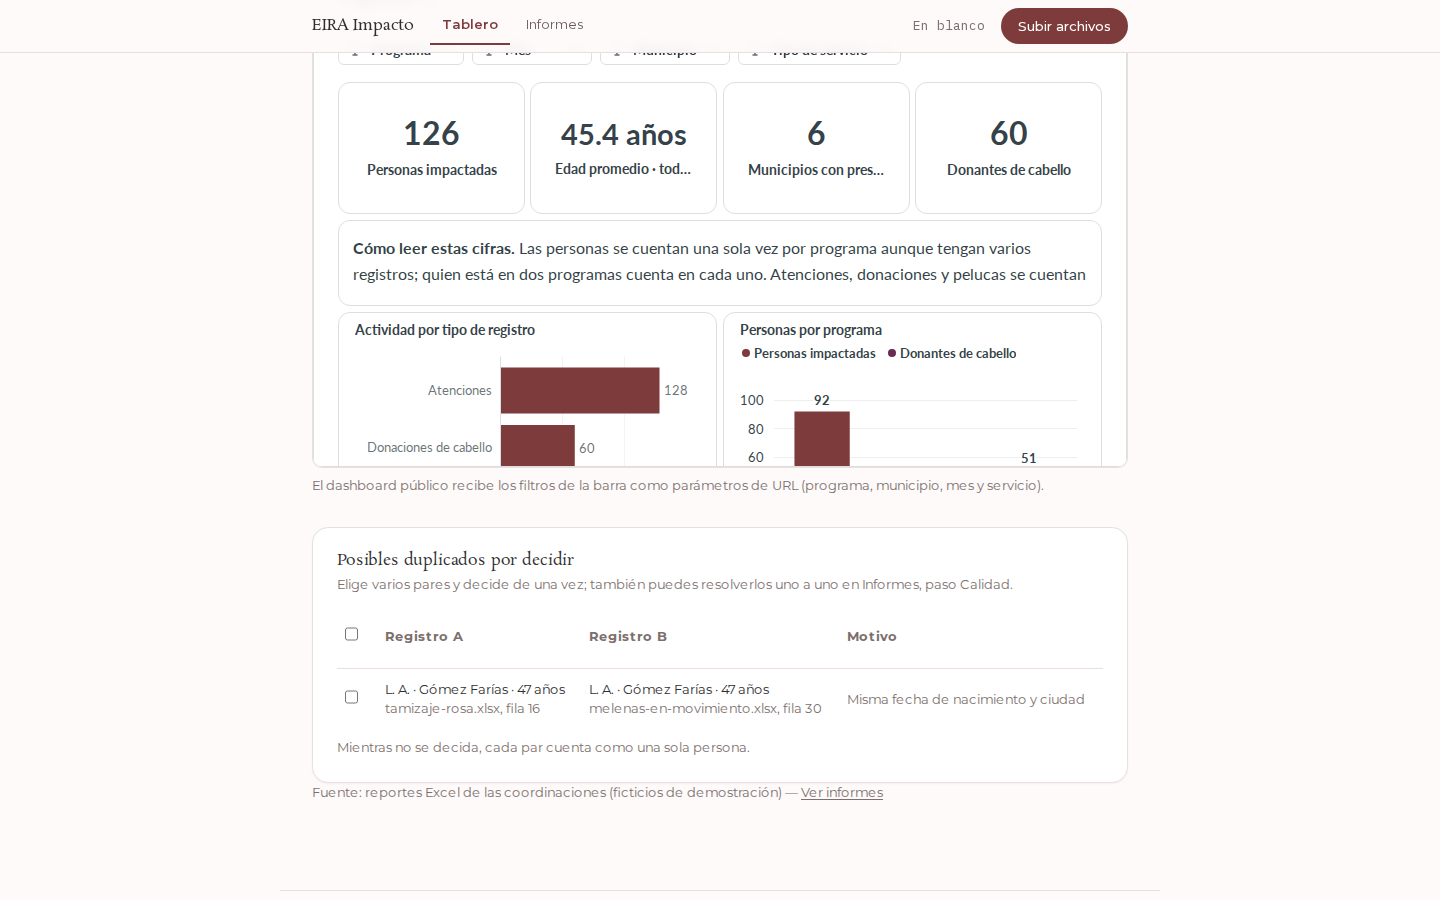 EIRA Impacto
Tablero
Informes
En blanco
Subir archivos
Programa
Mes
Municipio
Tipo de servicio
126
Personas impactadas
45.4 años
Edad promedio · tod...
6
Municipios con pres...
60
Donantes de cabello
Cómo leer estas cifras. Las personas se cuentan una sola vez por programa aunque tengan varios
registros; quien está en dos programas cuenta en cada uno. Atenciones, donaciones y pelucas se cuentan
Actividad por tipo de registro
Atenciones
128
Donaciones de cabello
60
Personas por programa
Personas impactadas
Donantes de cabello
100
92
80
60
51
El dashboard público recibe los filtros de la barra como parámetros de URL (programa, municipio, mes y servicio).
Posibles duplicados por decidir
Elige varios pares y decide de una vez; también puedes resolverlos uno a uno en Informes, paso Calidad.
Registro A
Registro B
Motivo
L. A. · Gómez Farías · 47 años
tamizaje-rosa.xlsx, fila 16
L. A. · Gómez Farías · 47 años
melenas-en-movimiento.xlsx, fila 30
Misma fecha de nacimiento y ciudad
Mientras no se decida, cada par cuenta como una sola persona.
Fuente: reportes Excel de las coordinaciones (ficticios de demostración) — Ver informes